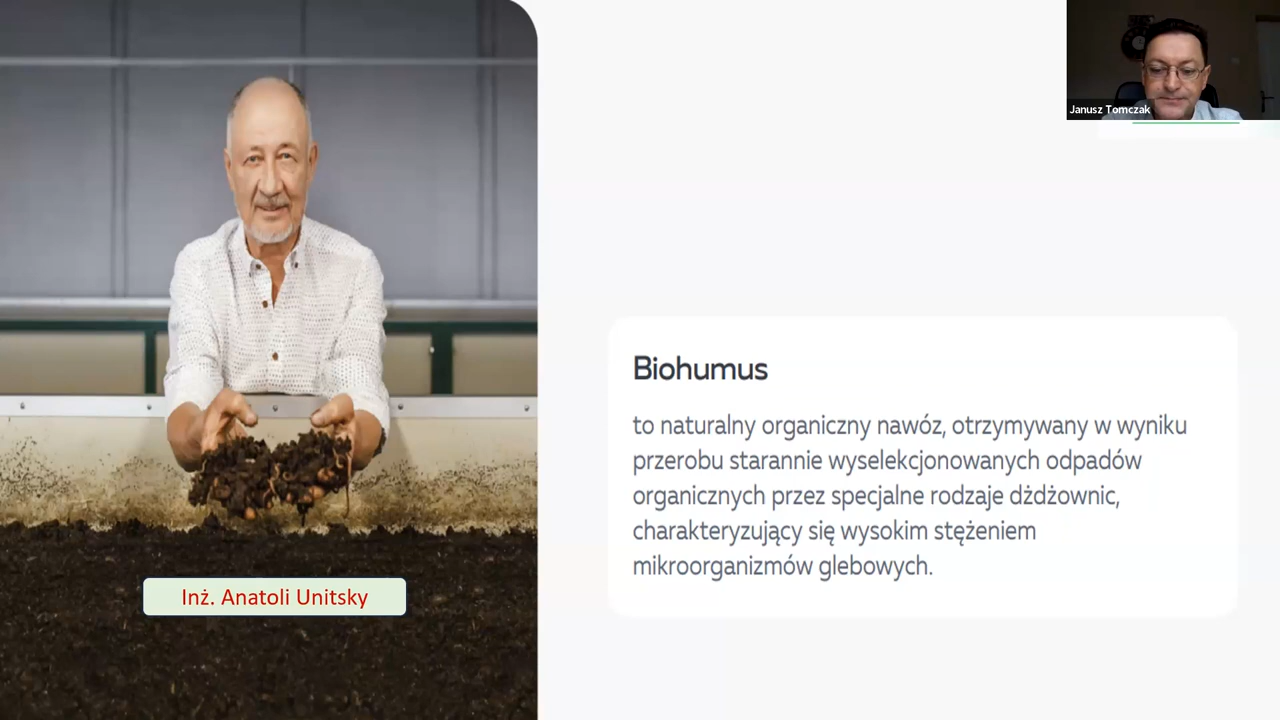 Janusz Tomczak
Biohumus
to naturalny organiczny nawóz, otrzymywany w wyniku
przerobu starannie wyselekcjonowanych odpadów
organicznych przez specjalne rodzaje dżdżownic,
charakteryzujący się wysokim stężeniem
mikroorganizmów glebowych.
Inż. Anatoli Unitsky